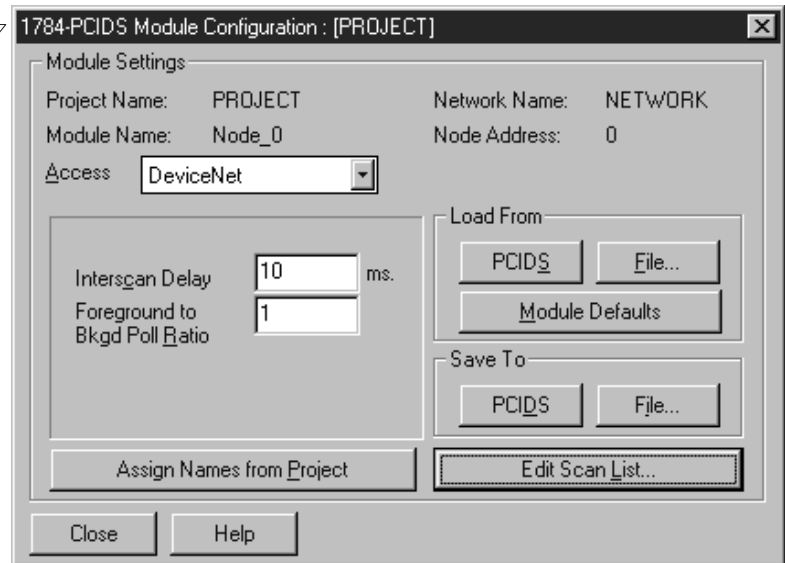 1784-PCIDS Module Configuration : [PROJECT]
Module Settings
Project Name: PROJECT Network Name: NETWORK
Module Name: Node_0 Node Address: 0
Access DeviceNet
Load From
PCIDS File...
Interscan Delay 10 ms.
Foreground to Bkgd Poll Ratio 1
Module Defaults
Save To
PCIDS File...
Assign Names from Project Edit Scan List...
Close Help